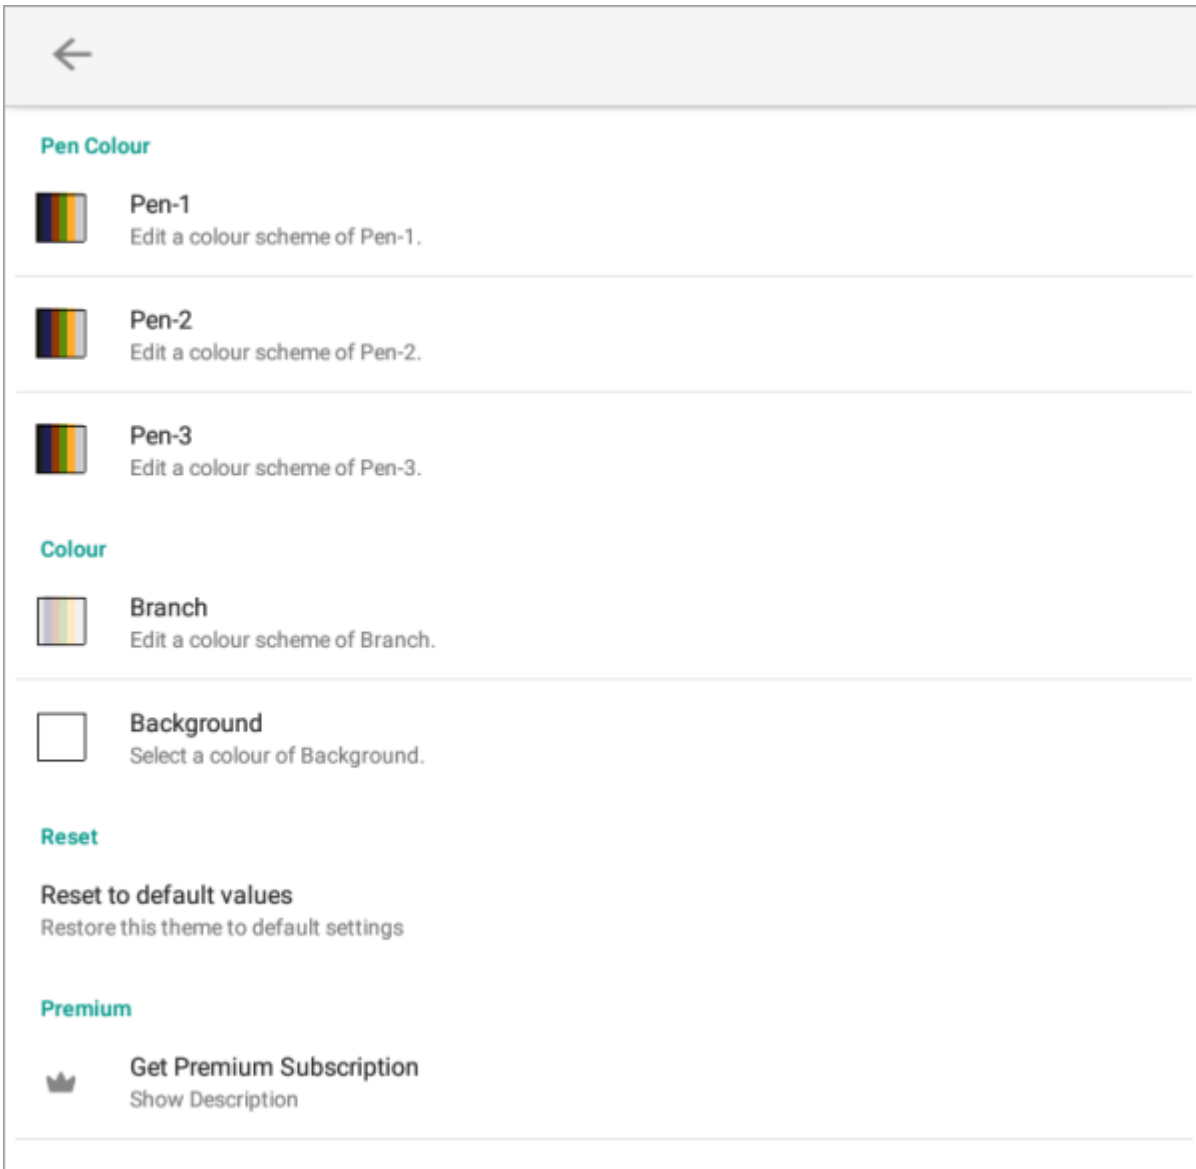 Pen Colour
Pen-1
Edit a colour scheme of Pen-1.
Pen-2
Edit a colour scheme of Pen-2.
Pen-3
Edit a colour scheme of Pen-3.
Colour
Branch
Edit a colour scheme of Branch.
Background
Select a colour of Background.
Reset
Reset to default values
Restore this theme to default settings
Premium
Get Premium Subscription
Show Description